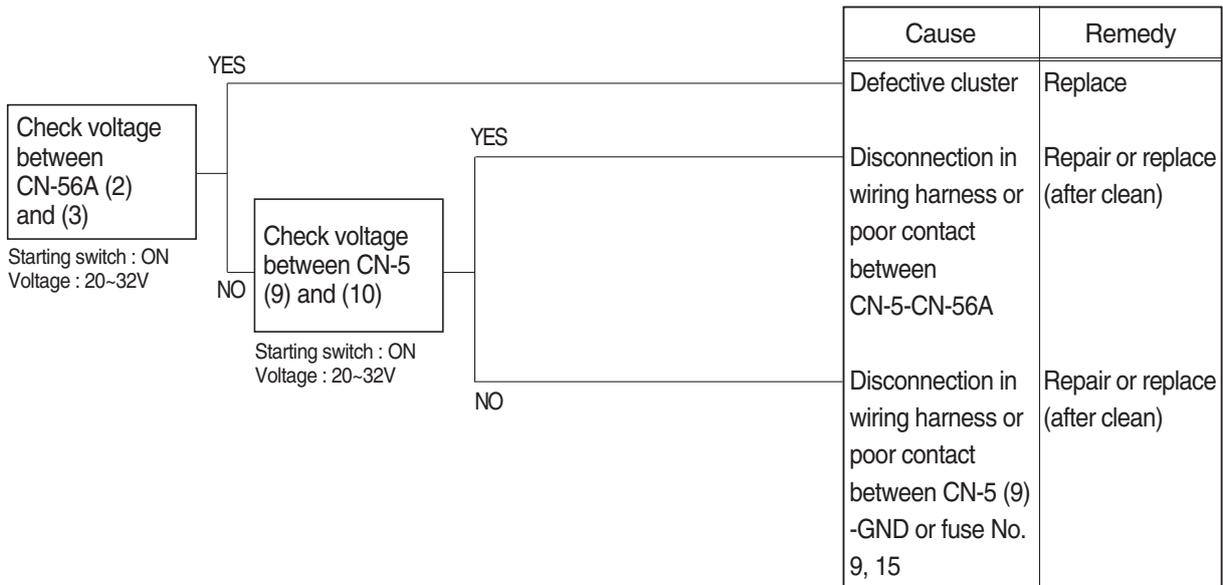 Cause
Remedy
YES
Defective cluster
Replace
Check voltage
between
CN-56A (2)
and (3)
Starting switch : ON
Voltage : 20~32V
NO
Check voltage
between CN-5
(9) and (10)
Starting switch : ON
Voltage : 20~32V
YES
Disconnection in
wiring harness or
poor contact
between
CN-5-CN-56A
Repair or replace
(after clean)
NO
Disconnection in
wiring harness or
poor contact
between CN-5 (9)
-GND or fuse No.
9, 15
Repair or replace
(after clean)